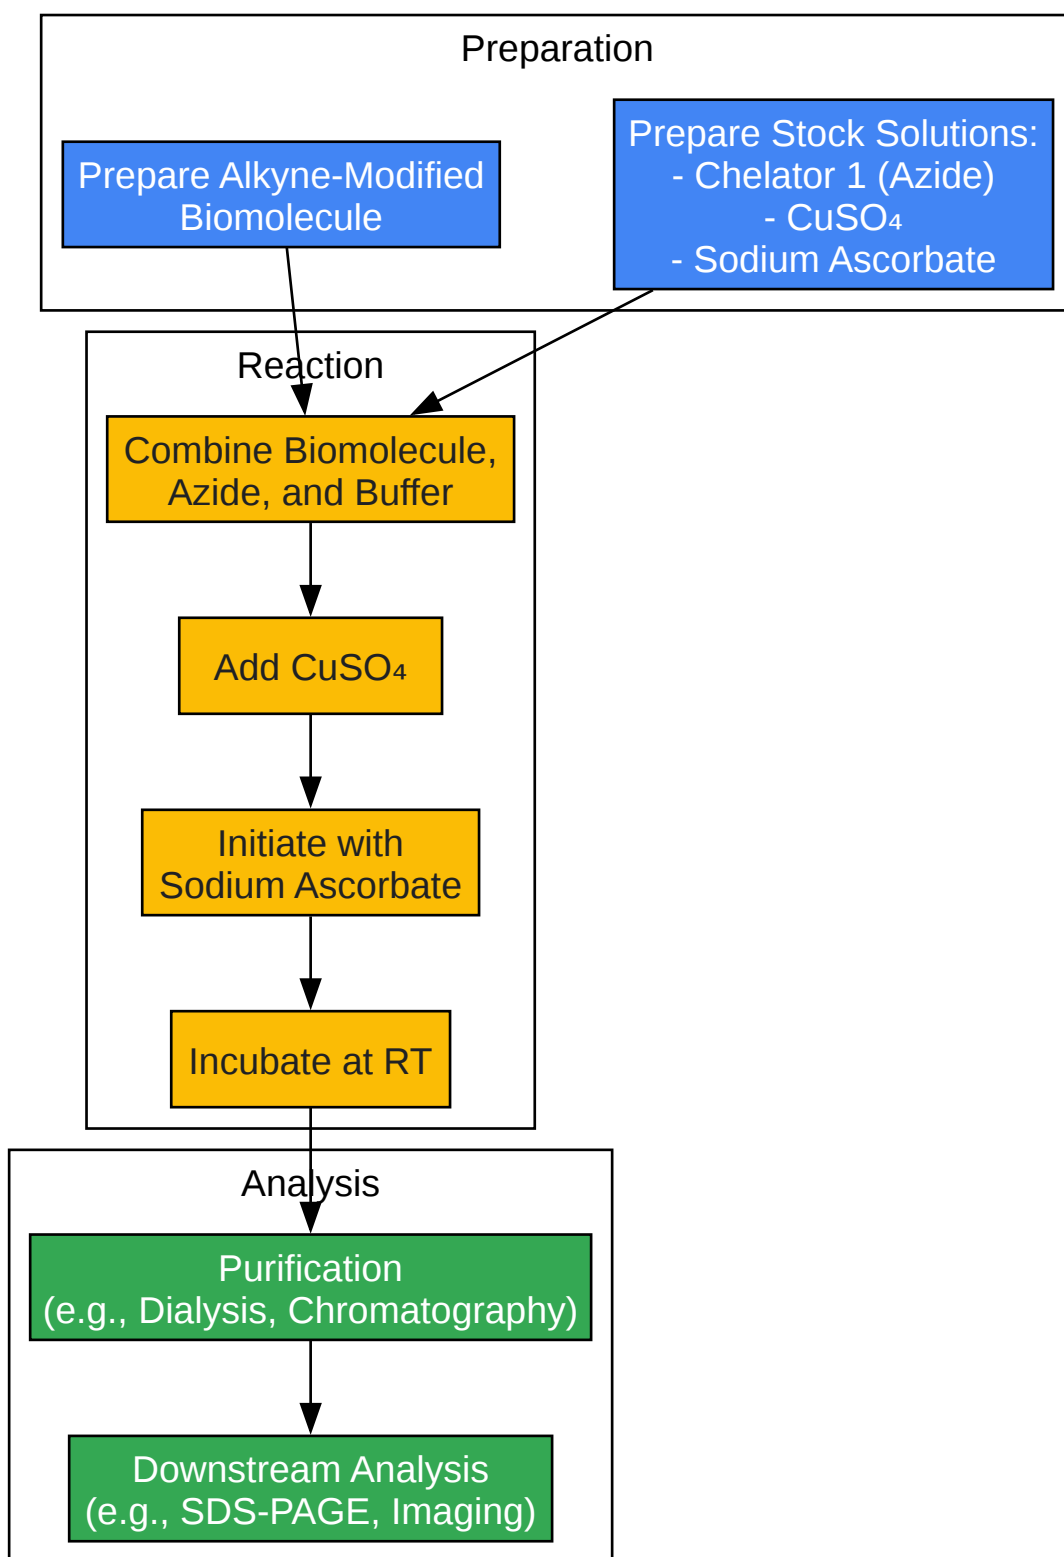 Preparation
Prepare Alkyne-Modified
Biomolecule
Prepare Stock Solutions:
- Chelator 1 (Azide)
- CuSO₄
- Sodium Ascorbate
Reaction
Combine Biomolecule,
Azide, and Buffer
Add CuSO₄
Initiate with
Sodium Ascorbate
Incubate at RT
Analysis
Purification
(e.g., Dialysis, Chromatography)
Downstream Analysis
(e.g., SDS-PAGE, Imaging)